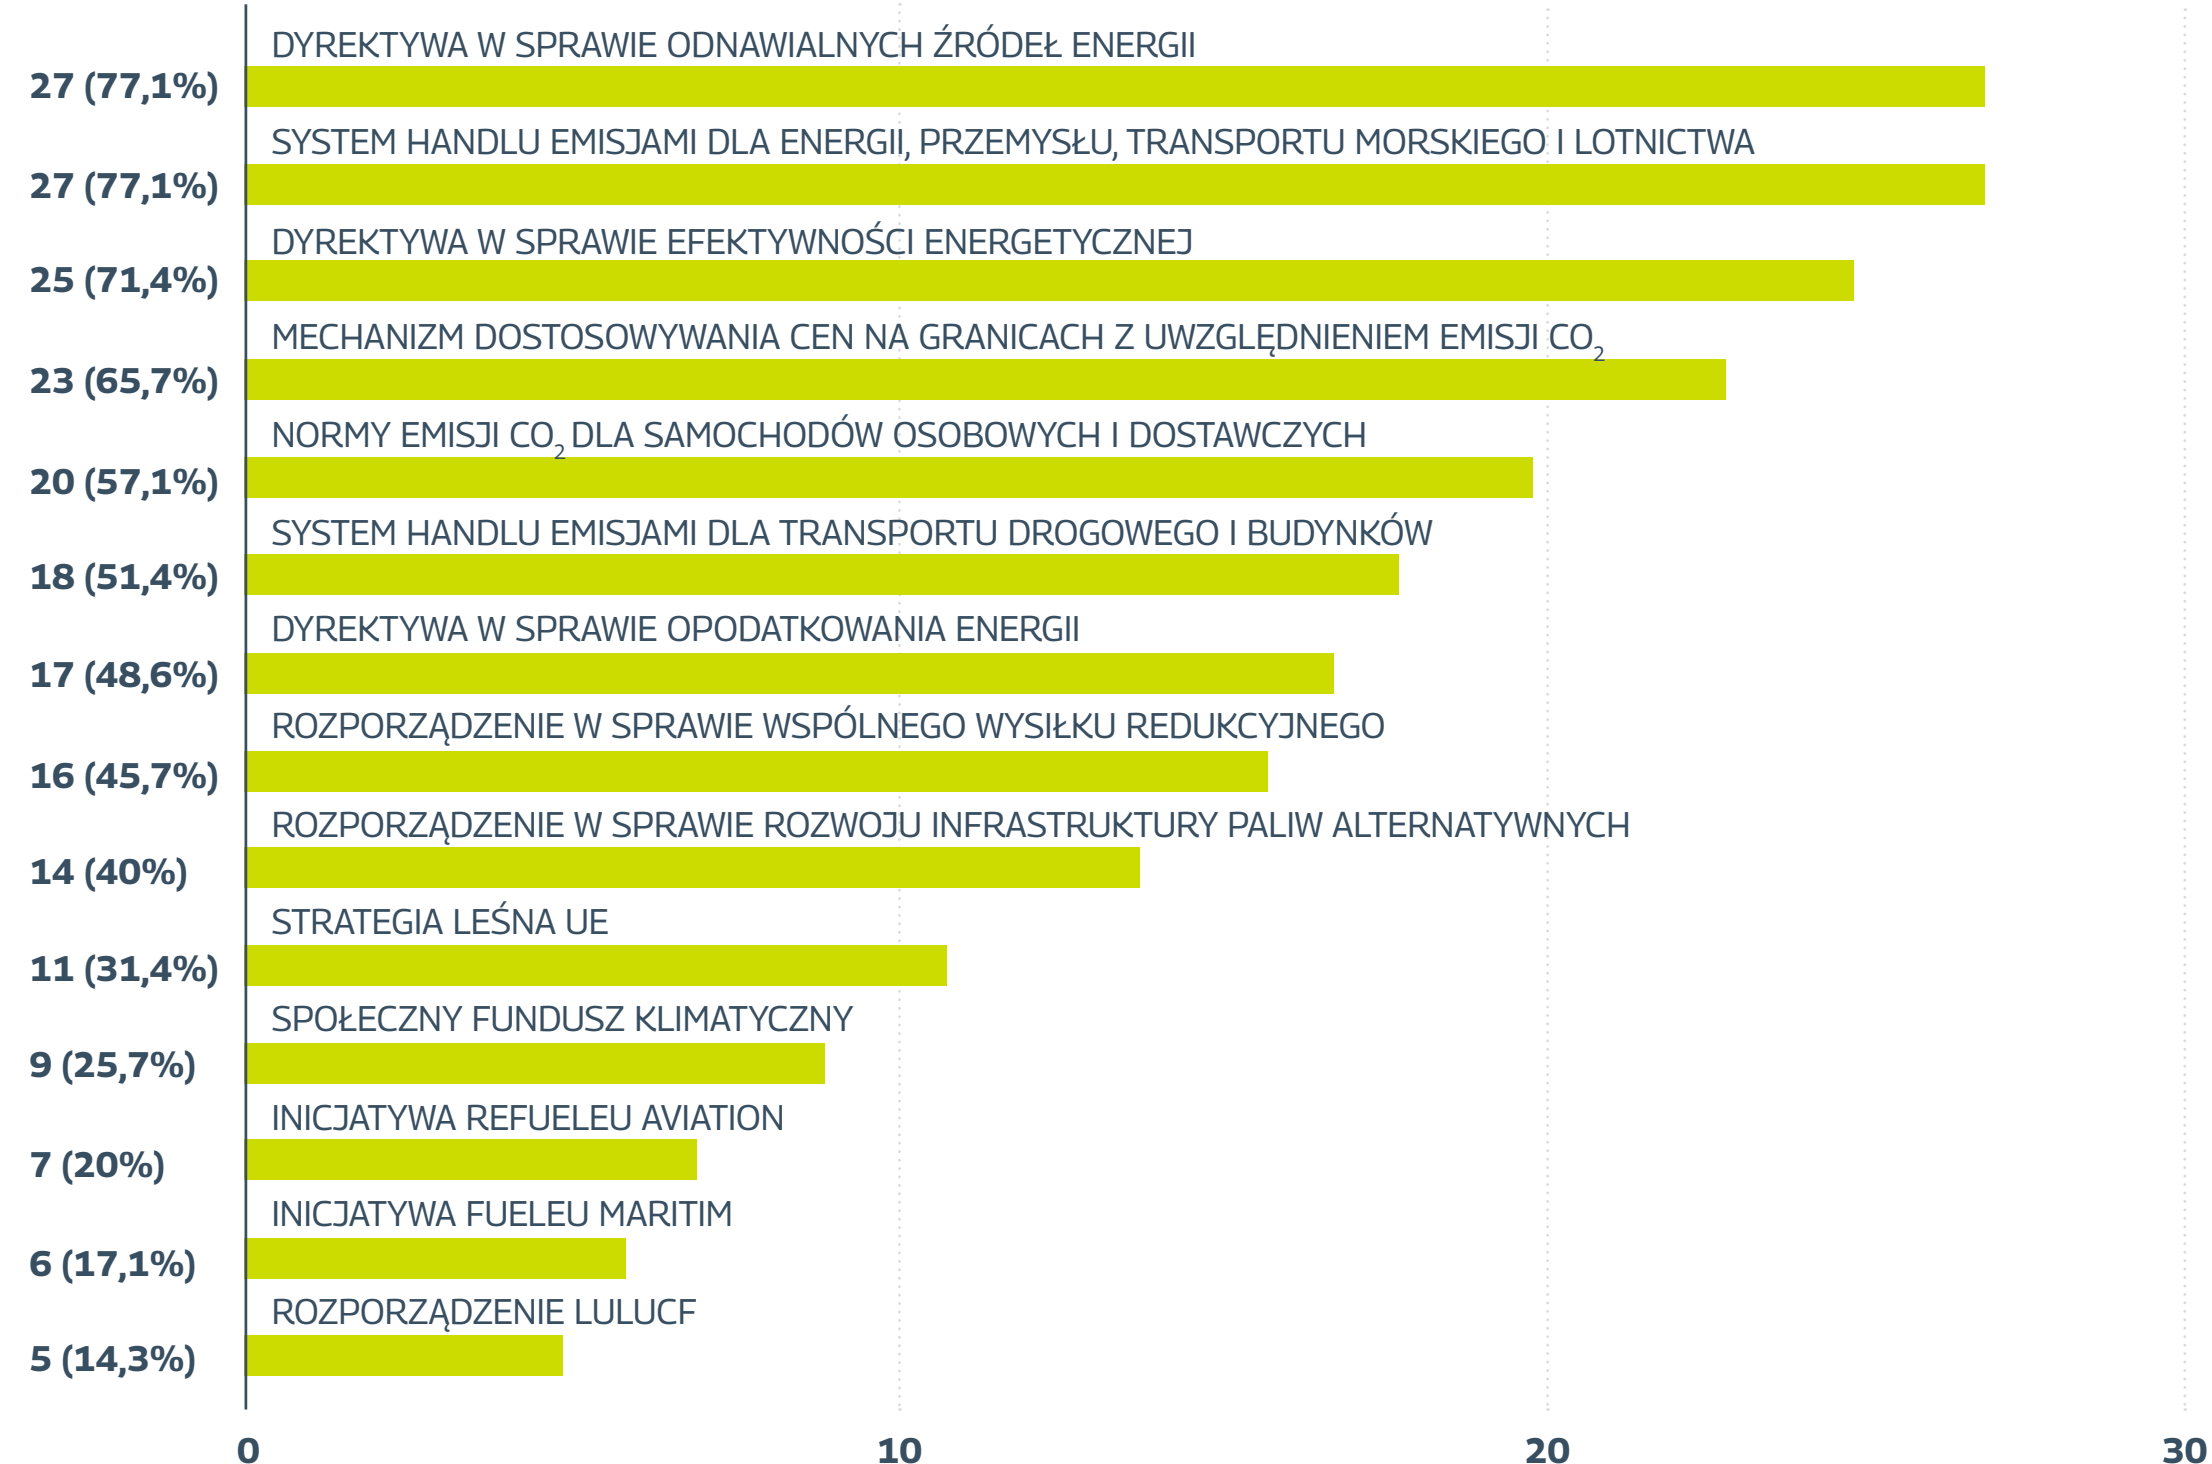 DYREKTYWA W SPRAWIE ODNAWIALNYCH ŹRÓDEŁ ENERGII
27 (77,1%)
SYSTEM HANDLU EMISJAMI DLA ENERGII, PRZEMYSŁU, TRANSPORTU MORSKIEGO I LOTNICTWA
27 (77,1%)
DYREKTYWA W SPRAWIE EFEKTYWNOŚCI ENERGETYCZNEJ
25 (71,4%)
MECHANIZM DOSTOSOWYWANIA CEN NA GRANICACH Z UWZGLĘDNIENIEM EMISJI CO₂
23 (65,7%)
NORMY EMISJI CO₂ DLA SAMOCHODÓW OSOBOWYCH I DOSTAWCZYCH
20 (57,1%)
SYSTEM HANDLU EMISJAMI DLA TRANSPORTU DROGOWEGO I BUDYNKÓW
18 (51,4%)
DYREKTYWA W SPRAWIE OPODATKOWANIA ENERGII
17 (48,6%)
ROZPORZĄDZENIE W SPRAWIE WSPÓLNEGO WYSIŁKU REDUKCYJNEGO
16 (45,7%)
ROZPORZĄDZENIE W SPRAWIE ROZWOJU INFRASTRUKTURY PALIW ALTERNATYWNYCH
14 (40%)
STRATEGIA LEŚNA UE
11 (31,4%)
SPOŁECZNY FUNDUSZ KLIMATYCZNY
9 (25,7%)
INICJATYWA REFUELEU AVIATION
7 (20%)
INICJATYWA FUELEU MARITIM
6 (17,1%)
ROZPORZĄDZENIE LULUCF
5 (14,3%)
0 10 20 30